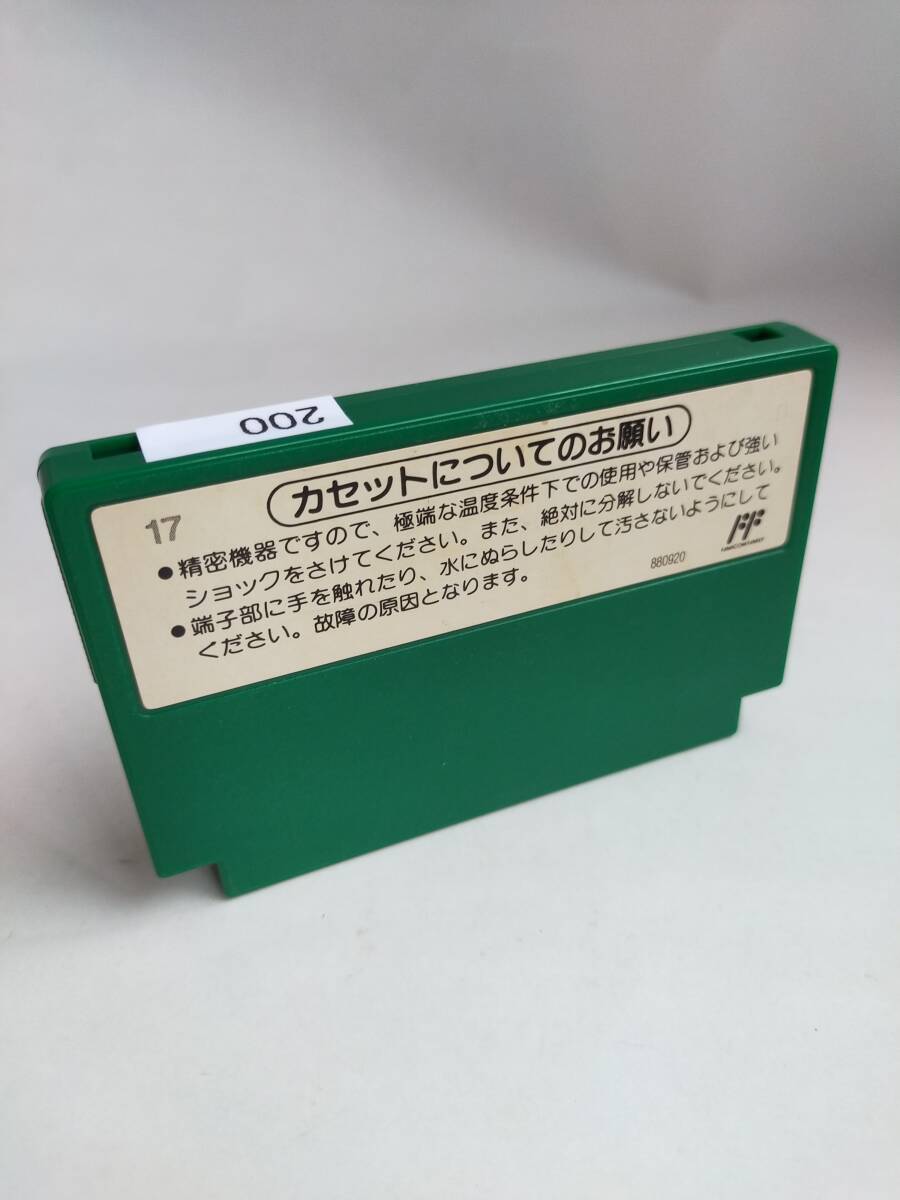 200
カセットについてのお願い
17
●精密機器ですので、極端な温度条件下での使用や保管および強い
ショックをさけてください。また、絶対に分解しないでください。
●端子部に手を触れたり、水にぬらしたりして汚さないようにして
ください。故障の原因となります。
880920
FAMICOM FAMILY